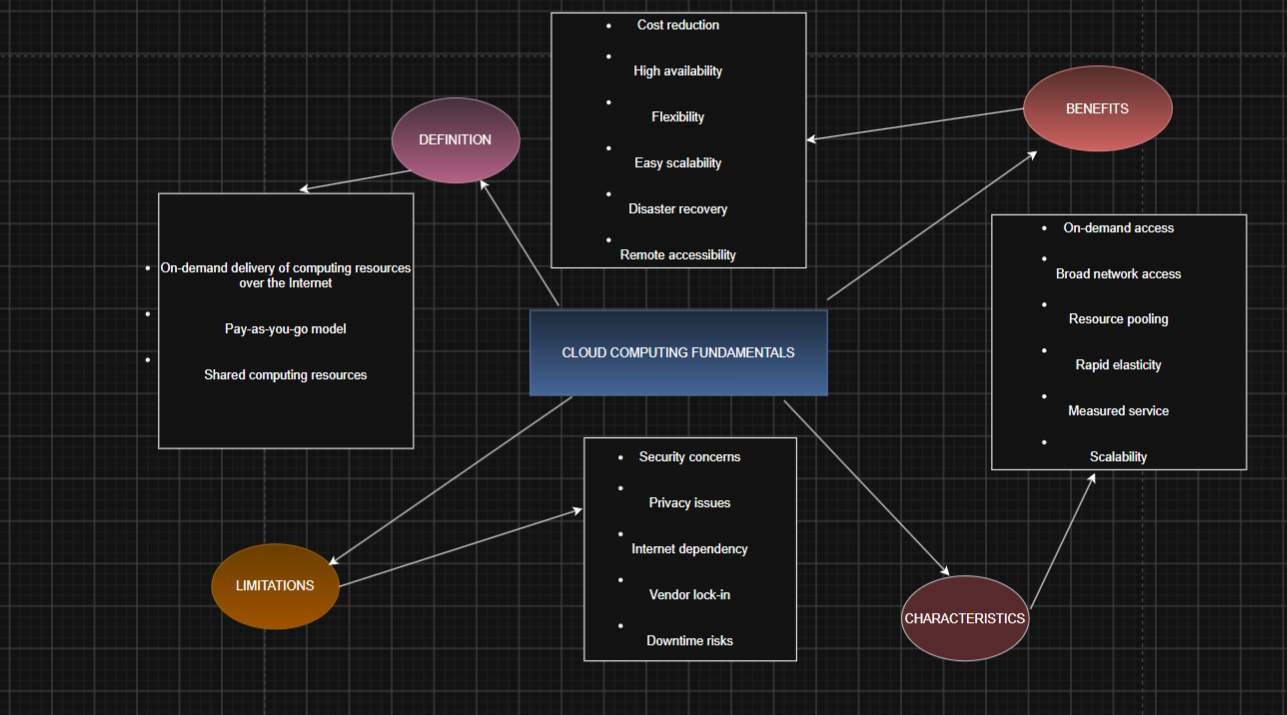 CLOUD COMPUTING FUNDAMENTALS
DEFINITION
• On-demand delivery of computing resources
over the Internet
• Pay-as-you-go model
• Shared computing resources
• Cost reduction
• High availability
• Flexibility
• Easy scalability
• Disaster recovery
• Remote accessibility
BENEFITS
• On-demand access
• Broad network access
• Resource pooling
• Rapid elasticity
• Measured service
• Scalability
LIMITATIONS
• Security concerns
• Privacy issues
• Internet dependency
• Vendor lock-in
• Downtime risks
CHARACTERISTICS